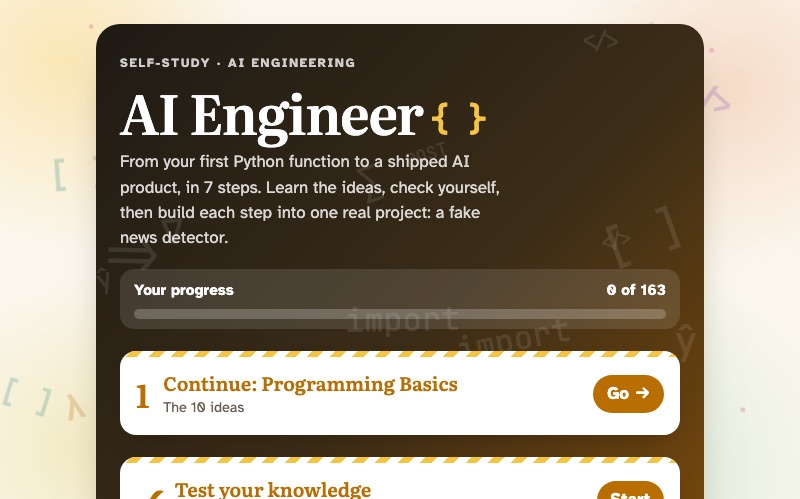 SELF-STUDY · AI ENGINEERING
AI Engineer { }
From your first Python function to a shipped AI
product, in 7 steps. Learn the ideas, check yourself,
then build each step into one real project: a fake
news detector.
Your progress
0 of 163
import
import
1
Continue: Programming Basics
The 10 ideas
Go →
Test your knowledge
Start